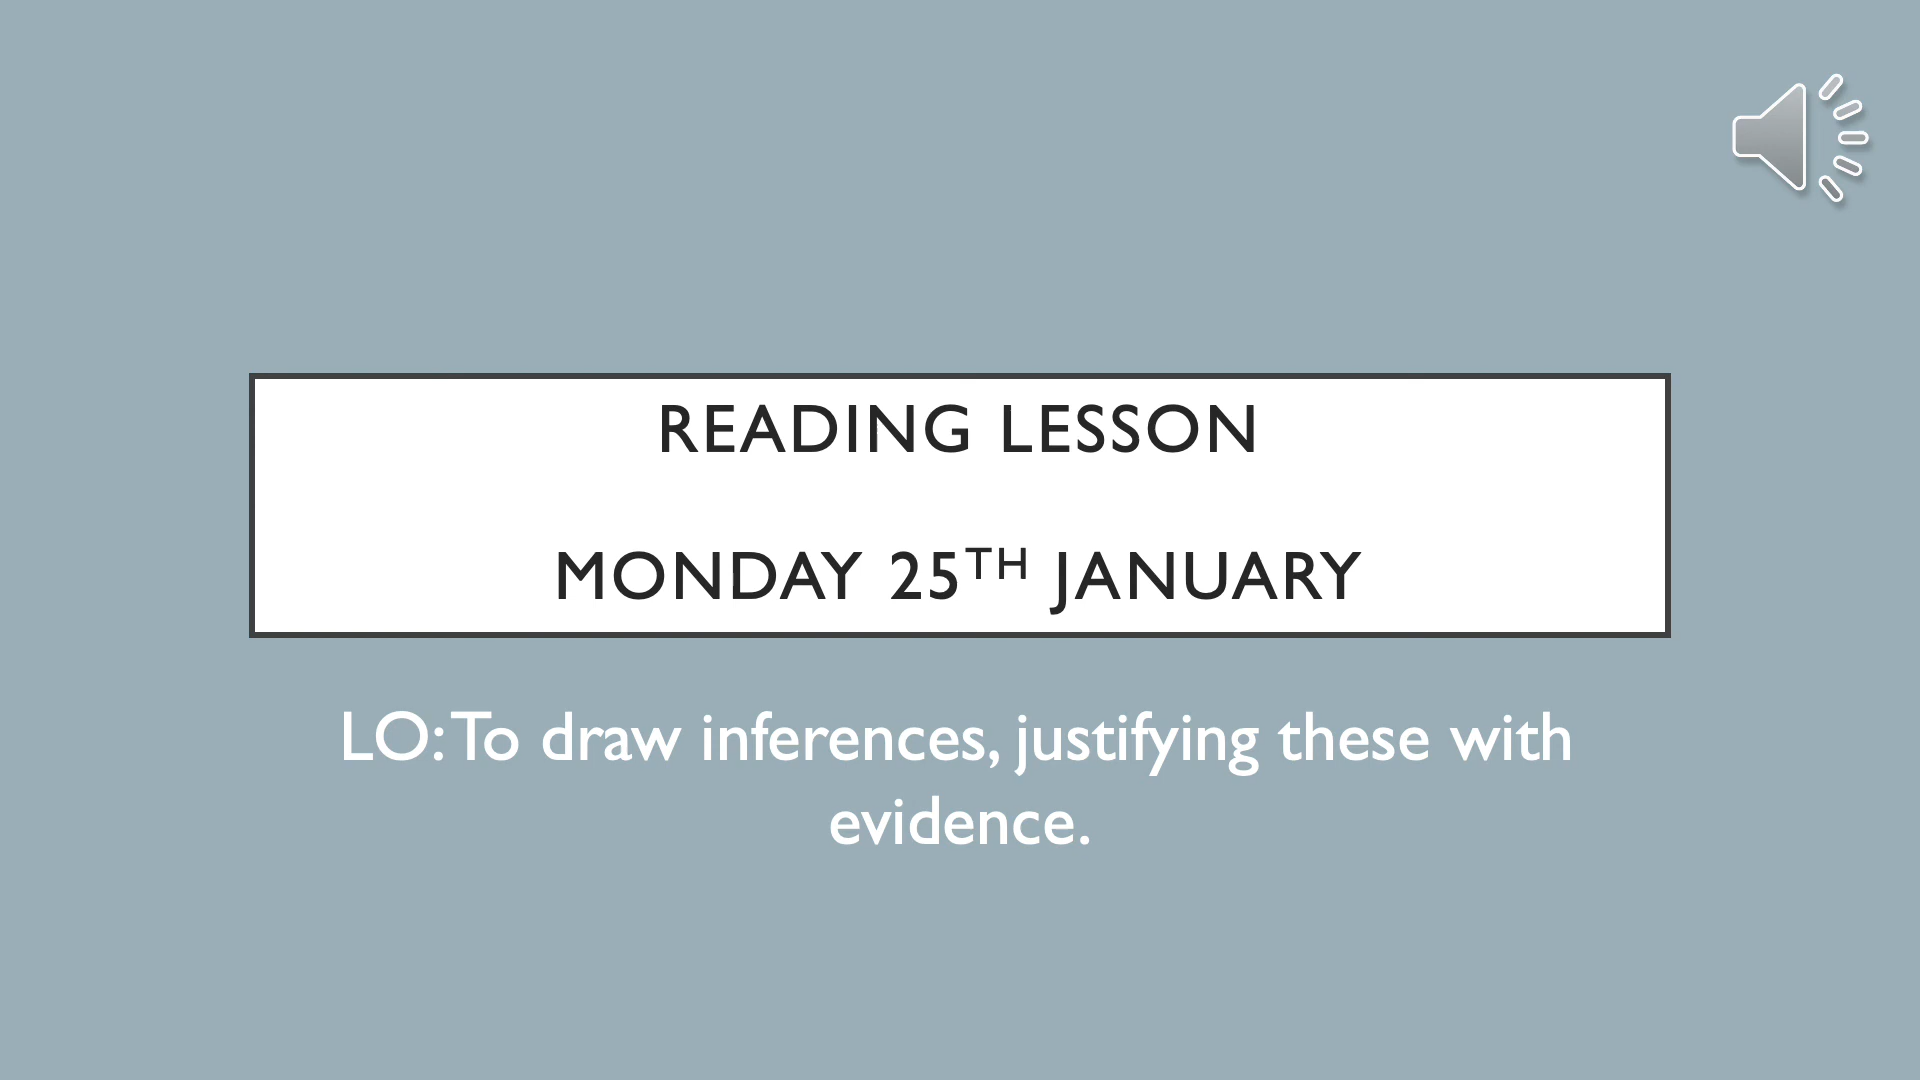 READING LESSON
MONDAY 25TH JANUARY
LO: To draw inferences, justifying these with
evidence.